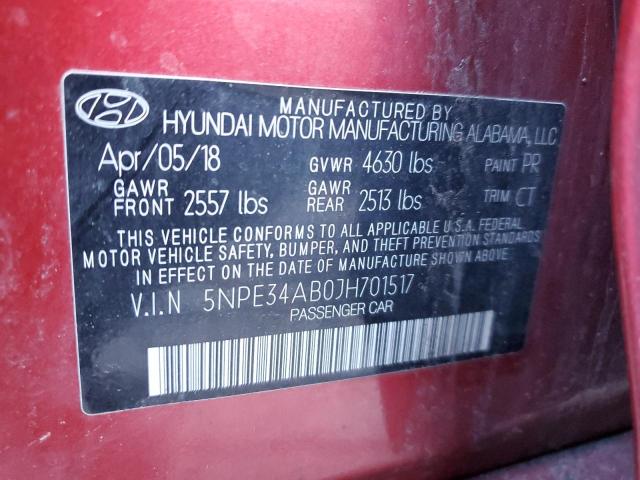 MANUFACTURED BY
HYUNDAI MOTOR MANUFACTURING ALABAMA, LLC
Apr/05/18 GVWR 4630 lbs PAINT PR
GAWR FRONT 2557 lbs GAWR REAR 2513 lbs TRIM CT
THIS VEHICLE CONFORMS TO ALL APPLICABLE U.S.A. FEDERAL
MOTOR VEHICLE SAFETY, BUMPER, AND THEFT PREVENTION STANDARDS
IN EFFECT ON THE DATE OF MANUFACTURE SHOWN ABOVE.
V.I.N 5NPE34AB0JH701517
PASSENGER CAR